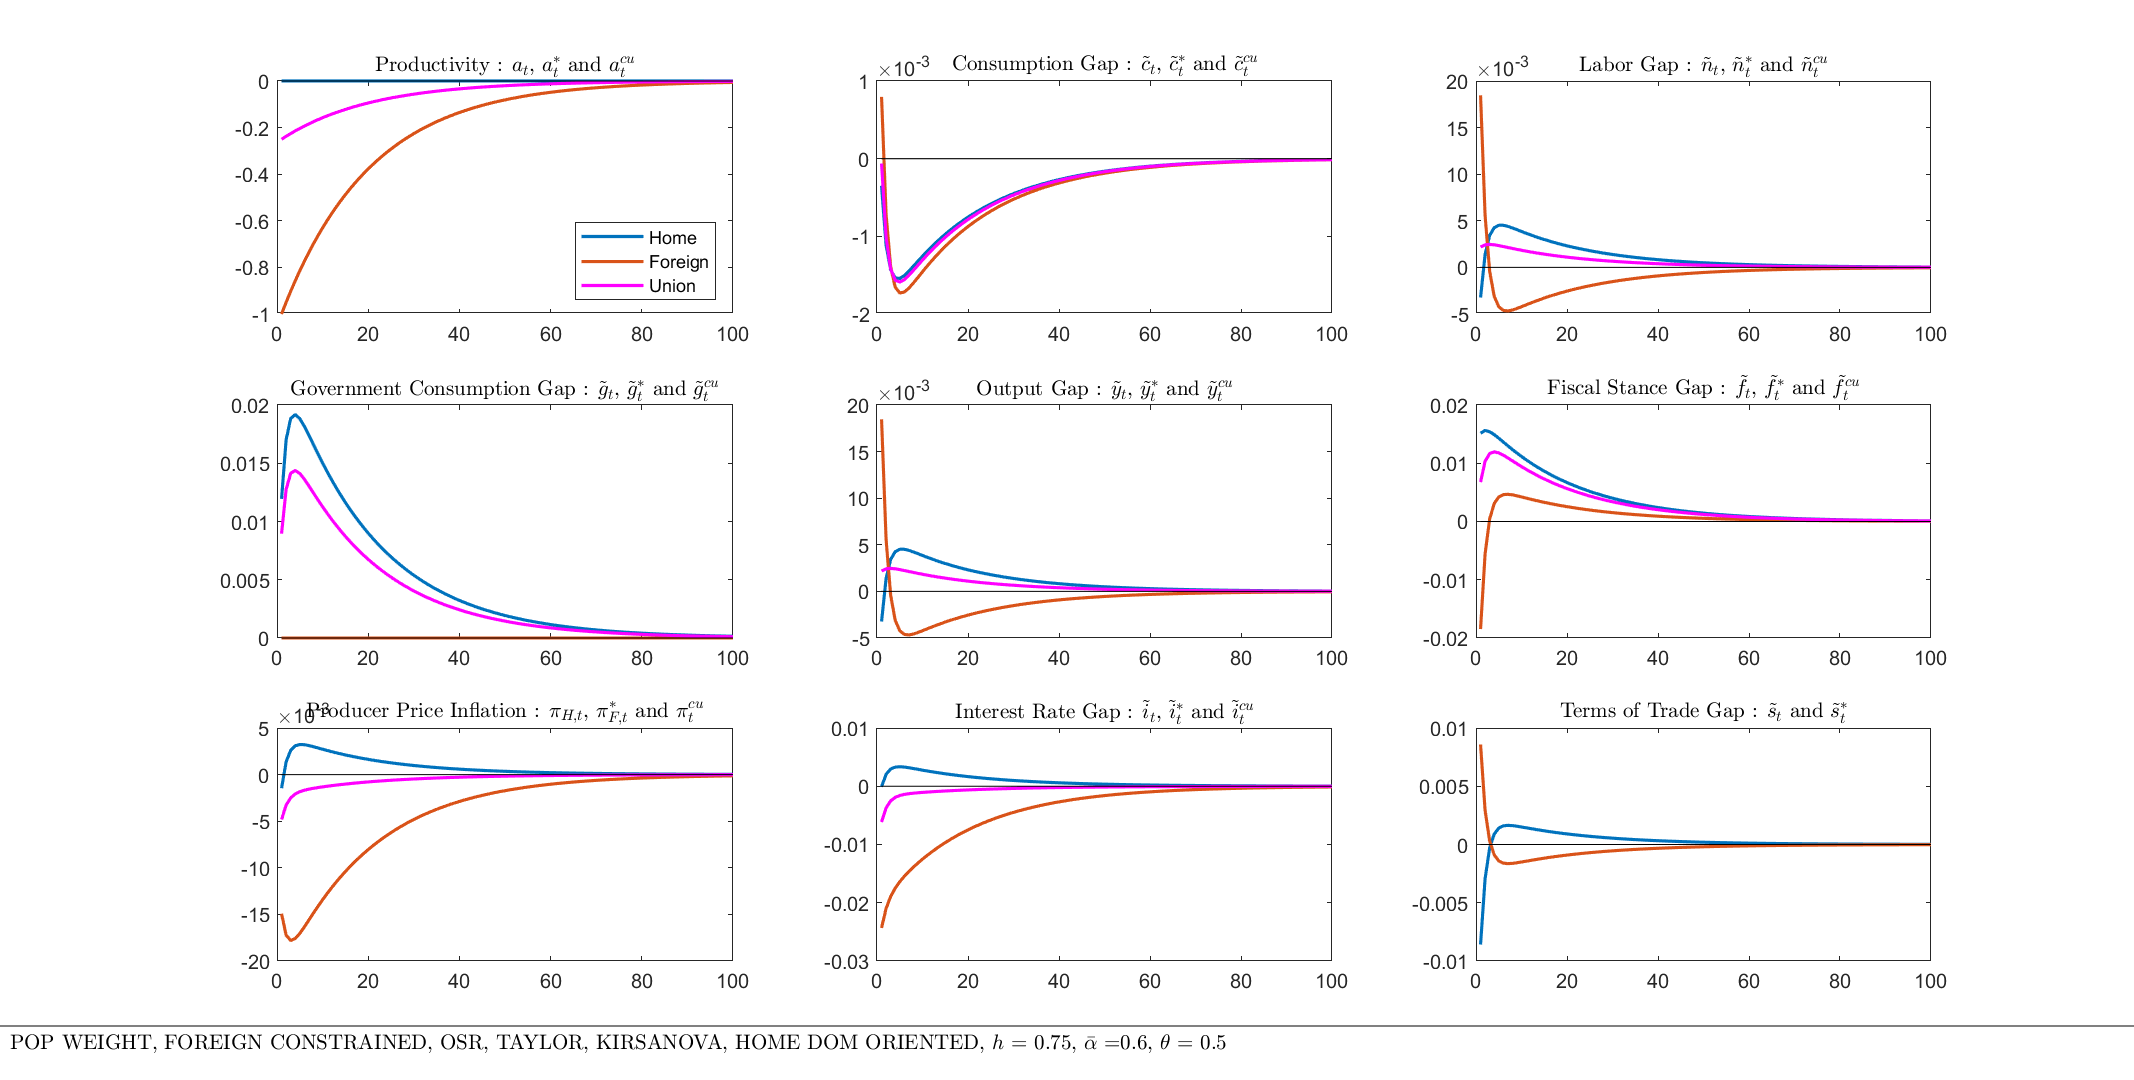 Productivity : a_t, a_t^* and a_t^{cu}
0
-0.2
-0.4
-0.6
-0.8
-1
0 20 40 60 80 100
Home
Foreign
Union
Consumption Gap : c̃_t, c̃_t^* and c̃_t^{cu}
×10^{-3}
1
0
-1
-2
0 20 40 60 80 100
Labor Gap : ñ_t, ñ_t^* and ñ_t^{cu}
×10^{-3}
20
15
10
5
0
-5
0 20 40 60 80 100
Government Consumption Gap : g̃_t, g̃_t^* and g̃_t^{cu}
0.02
0.015
0.01
0.005
0
0 20 40 60 80 100
Output Gap : ỹ_t, ỹ_t^* and ỹ_t^{cu}
×10^{-3}
20
15
10
5
0
-5
0 20 40 60 80 100
Fiscal Stance Gap : f̃_t, f̃_t^* and f̃_t^{cu}
0.02
0.01
0
-0.01
-0.02
0 20 40 60 80 100
Producer Price Inflation : π_{H,t}, π_{F,t}^* and π_t^{cu}
×10^{-3}
5
0
-5
-10
-15
-20
0 20 40 60 80 100
Interest Rate Gap : ĩ_t, ĩ_t^* and ĩ_t^{cu}
0.01
0
-0.01
-0.02
-0.03
0 20 40 60 80 100
Terms of Trade Gap : s̃_t and s̃_t^*
0.01
0.005
0
-0.005
-0.01
0 20 40 60 80 100
POP WEIGHT, FOREIGN CONSTRAINED, OSR, TAYLOR, KIRSANOVA, HOME DOM ORIENTED, h = 0.75, ᾱ =0.6, θ = 0.5